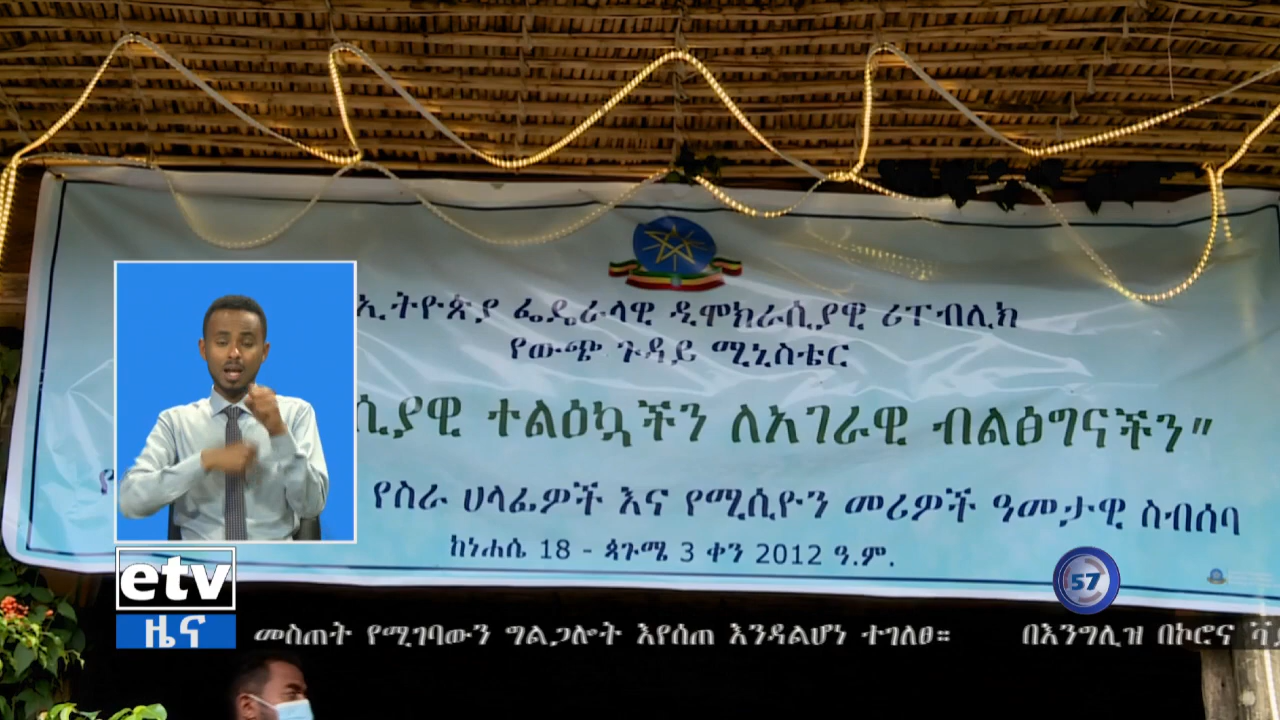 ኢትዮጵያ ፌዴራላዊ ዲሞክራሲያዊ ሪፐብሊክ
የውጭ ጉዳይ ሚኒስቴር
ሲያዊ ተልዕኳችን ለአገራዊ ብልፅግናችን”
የስራ ሀላፊዎች እና የሚሲዮን መሪዎች ዓመታዊ ስብሰባ
ከነሐሴ 18 - ጳጉሜ 3 ቀን 2012 ዓ.ም.
etv
57
ዜና
መስጠት የሚገባውን ግልጋሎት እየሰጠ እንዳልሆነ ተገለፀ። በእንግሊዝ በኮሮና